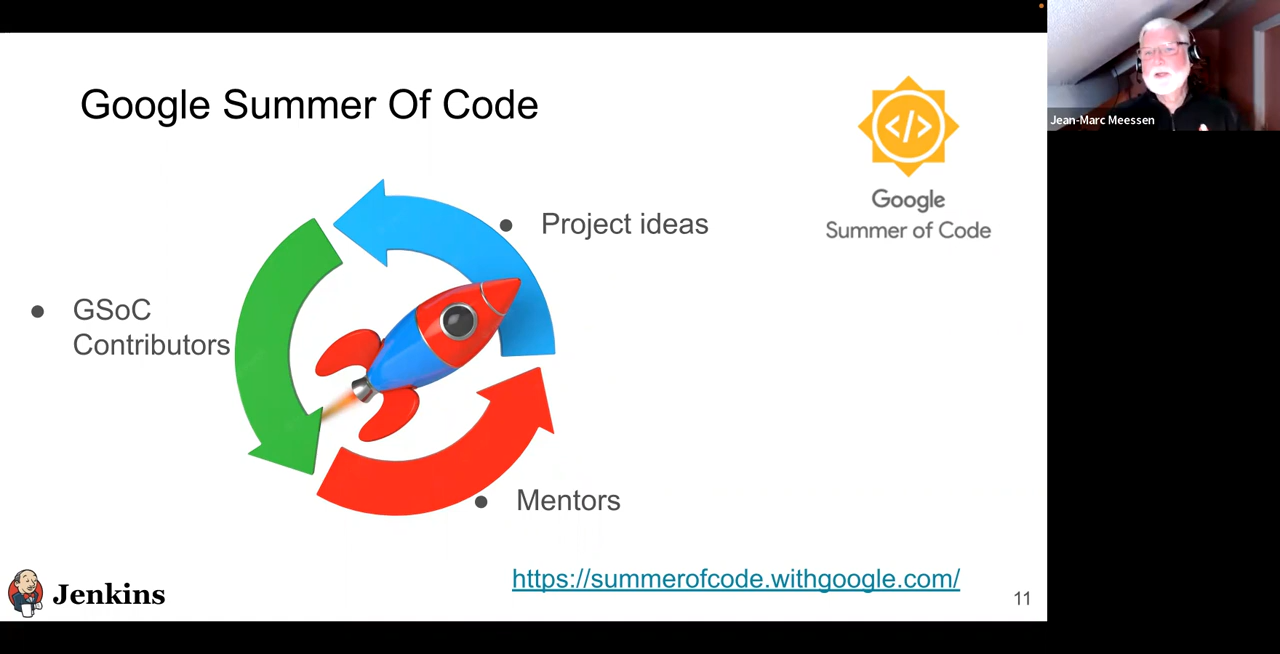 Google Summer Of Code
</>
Google
Summer of Code
Jean-Marc Meessen
● Project ideas
● GSoC
Contributors
● Mentors
https://summerofcode.withgoogle.com/
Jenkins
11